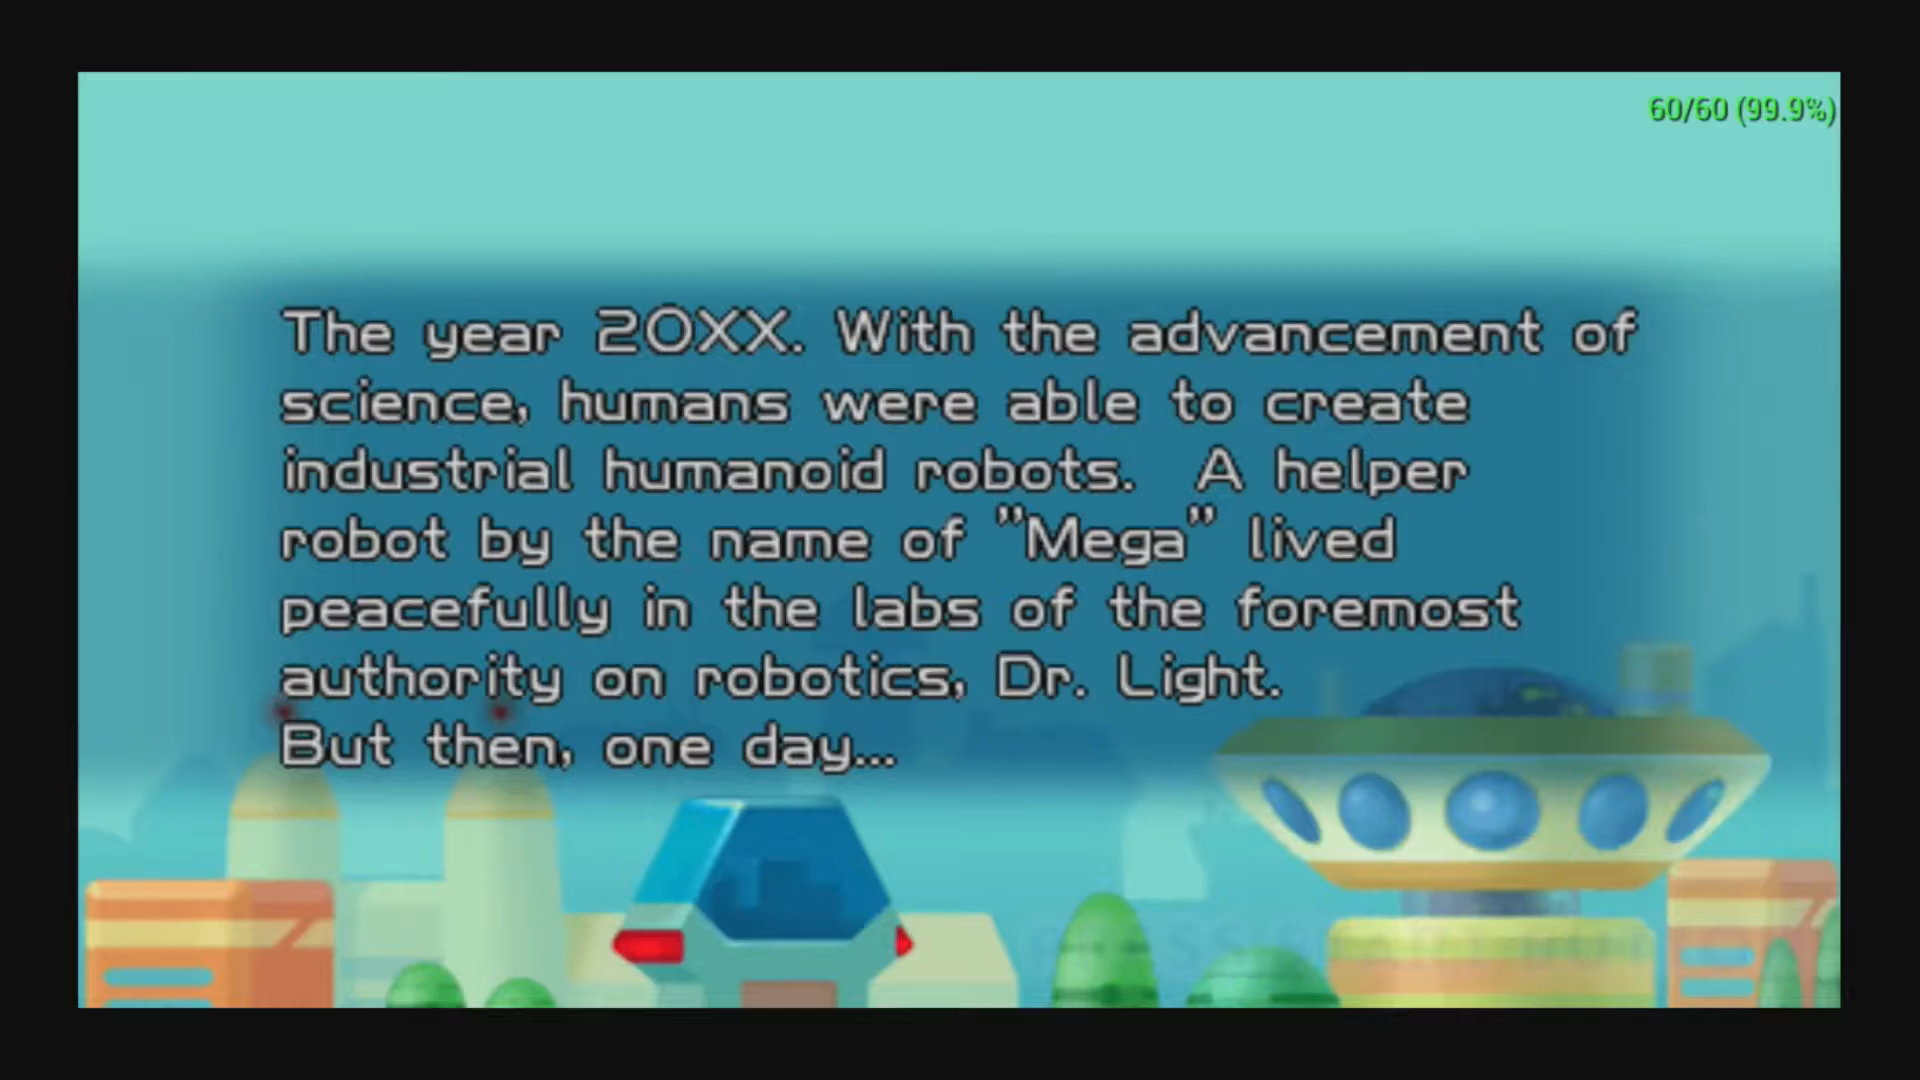 60/60 (99.9%)
The year 20XX. With the advancement of
science, humans were able to create
industrial humanoid robots.  A helper
robot by the name of "Mega" lived
peacefully in the labs of the foremost
authority on robotics, Dr. Light.
But then, one day...